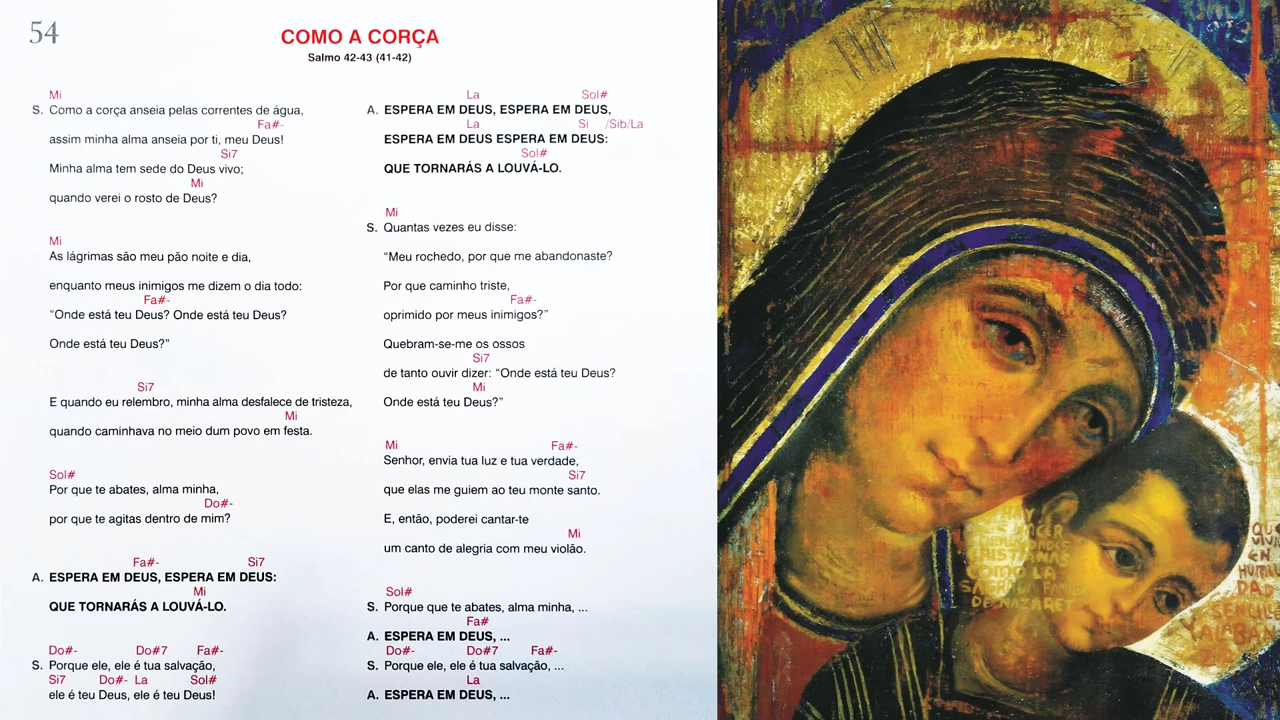 54
COMO A CORÇA
Salmo 42-43 (41-42)
Mi
S. Como a corça anseia pelas correntes de água,
Fa#-
assim minha alma anseia por ti, meu Deus!
Si7
Minha alma tem sede do Deus vivo;
Mi
quando verei o rosto de Deus?
Mi
As lágrimas são meu pão noite e dia,
enquanto meus inimigos me dizem o dia todo:
Fa#-
“Onde está teu Deus? Onde está teu Deus?
Onde está teu Deus?”
Si7
E quando eu relembro, minha alma desfalece de tristeza,
Mi
quando caminhava no meio dum povo em festa.
Sol#
Por que te abates, alma minha,
Do#-
por que te agitas dentro de mim?
Fa#- Si7
A. ESPERA EM DEUS, ESPERA EM DEUS:
Mi
QUE TORNARÁS A LOUVÁ-LO.
Do#- Do#7 Fa#-
S. Porque ele, ele é tua salvação,
Si7 Do#- La Sol#
ele é teu Deus, ele é teu Deus!
La Sol#
A. ESPERA EM DEUS, ESPERA EM DEUS,
La Si /Sib/La
ESPERA EM DEUS ESPERA EM DEUS:
Sol#
QUE TORNARÁS A LOUVÁ-LO.
Mi
S. Quantas vezes eu disse:
“Meu rochedo, por que me abandonaste?
Por que caminho triste,
Fa#-
oprimido por meus inimigos?”
Quebram-se-me os ossos
Si7
de tanto ouvir dizer: “Onde está teu Deus?
Mi
Onde está teu Deus?”
Mi Fa#-
Senhor, envia tua luz e tua verdade,
Si7
que elas me guiem ao teu monte santo.
E, então, poderei cantar-te
Mi
um canto de alegria com meu violão.
Sol#
S. Porque que te abates, alma minha, ...
Fa#
A. ESPERA EM DEUS, ...
Do#- Do#7 Fa#-
S. Porque ele, ele é tua salvação, ...
La
A. ESPERA EM DEUS, ...
HAY
COMO LA
DE NAZARET
QU
EN
HUMIL
DA